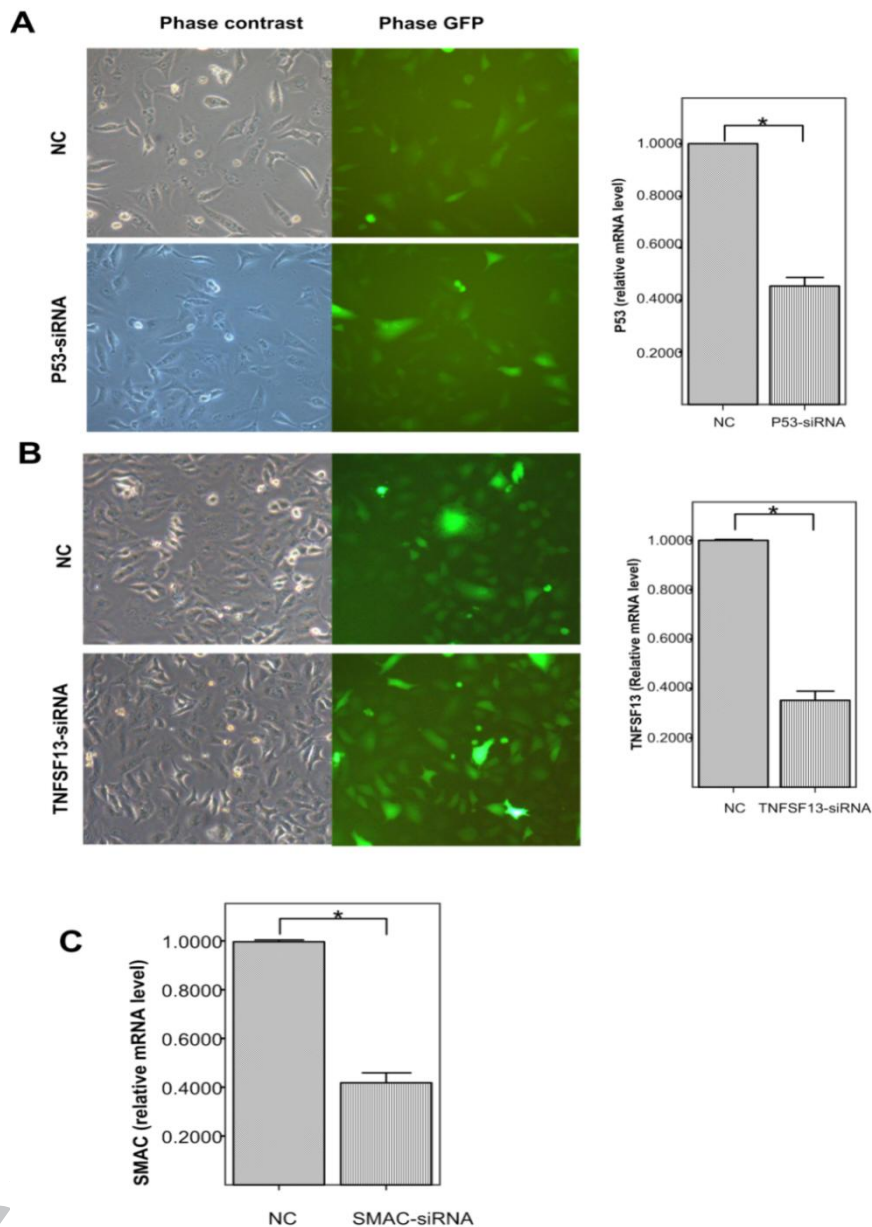 A
Phase contrast
Phase GFP
NC
P53-siRNA
P53 (relative mRNA level)
1.0000
0.8000
0.6000
0.4000
0.2000
*
NC
P53-siRNA
B
NC
TNFSF13-siRNA
TNFSF13 (Relative mRNA level)
1.0000
0.8000
0.6000
0.4000
0.2000
*
NC
TNFSF13-siRNA
C
SMAC (relative mRNA level)
1.0000
0.8000
0.6000
0.4000
0.2000
*
NC
SMAC-siRNA